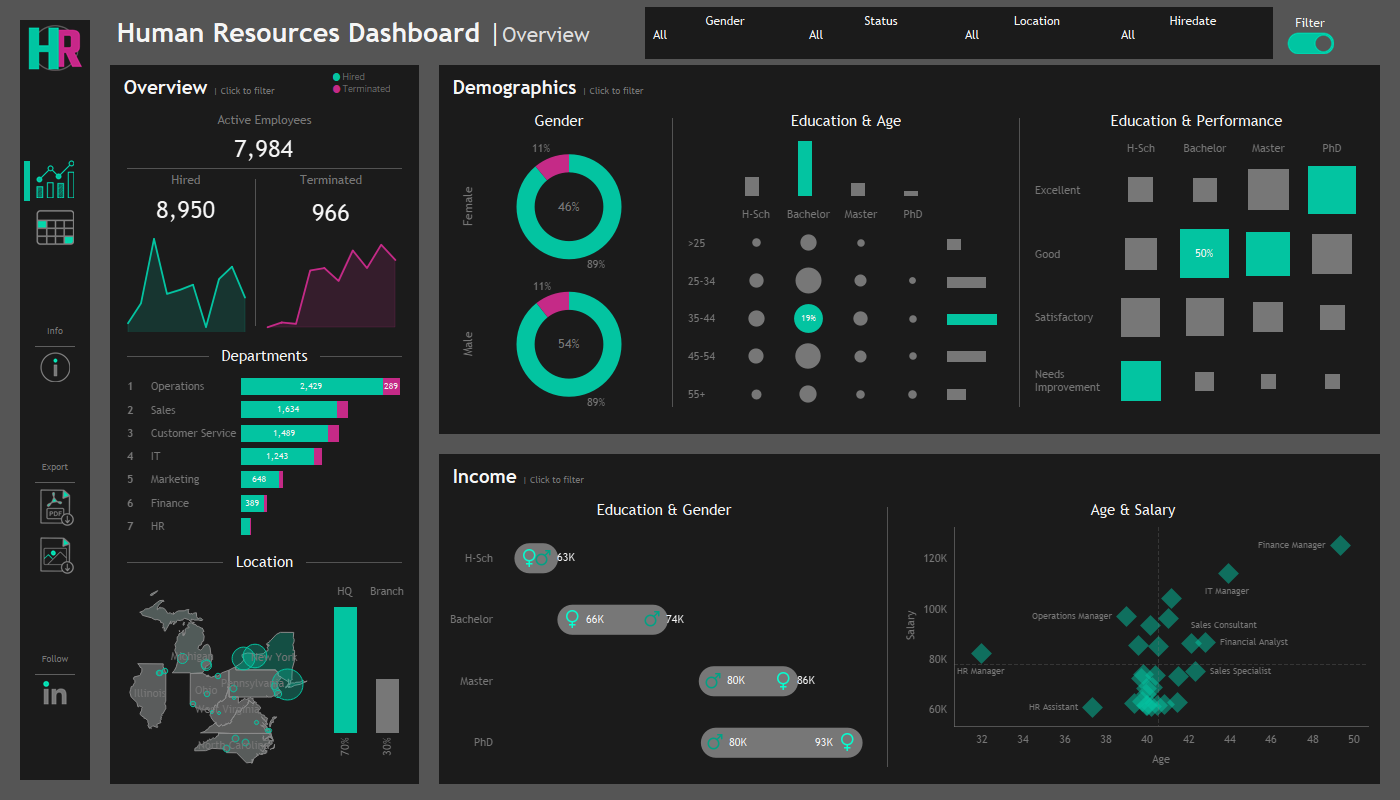 HR
Human Resources Dashboard | Overview
Gender
All
Status
All
Location
All
Hiredate
All
Filter
Info
Export
PDF
Follow
in
Overview | Click to filter
Hired
Terminated
Active Employees
7,984
Hired
8,950
Terminated
966
Departments
1 Operations 2,429 289
2 Sales 1,634
3 Customer Service 1,489
4 IT 1,243
5 Marketing 648
6 Finance 389
7 HR
Location
HQ Branch
Michigan
New York
Illinois
Ohio
Pennsylvania
West Virginia
North Carolina
70% 30%
Demographics | Click to filter
Gender
Female
11%
46%
89%
Male
11%
54%
89%
Education & Age
H-Sch Bachelor Master PhD
>25
25-34
35-44 19%
45-54
55+
Education & Performance
H-Sch Bachelor Master PhD
Excellent
Good 50%
Satisfactory
Needs
Improvement
Income | Click to filter
Education & Gender
H-Sch 63K
Bachelor 66K 74K
Master 80K 86K
PhD 80K 93K
Age & Salary
Salary
120K
100K
80K
60K
Finance Manager
IT Manager
Operations Manager
Sales Consultant
Financial Analyst
HR Manager
Sales Specialist
HR Assistant
32 34 36 38 40 42 44 46 48 50
Age